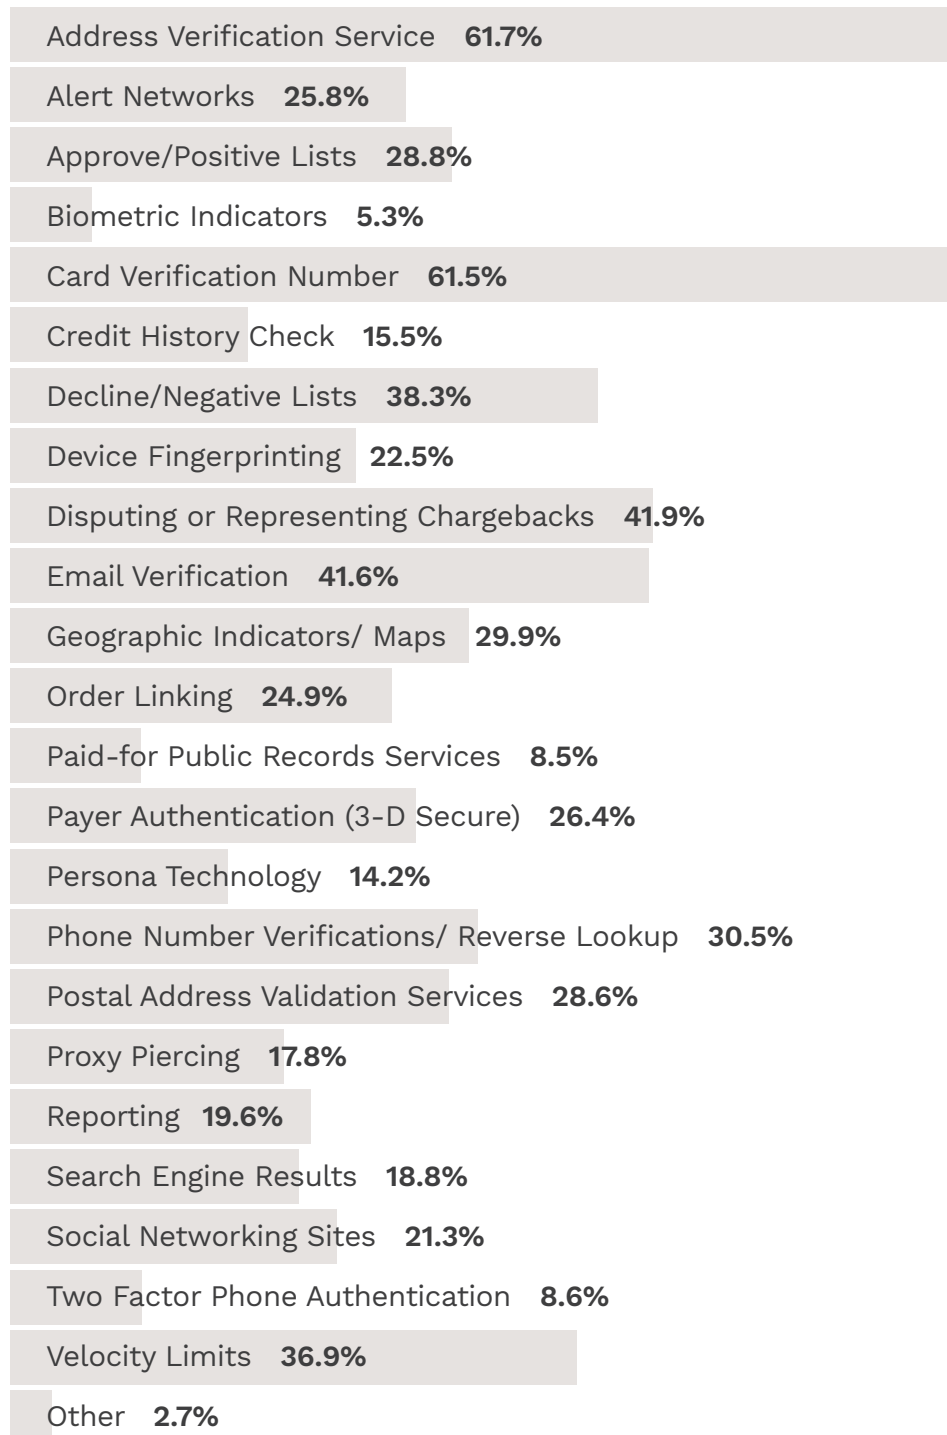 Address Verification Service 61.7%
Alert Networks 25.8%
Approve/Positive Lists 28.8%
Biometric Indicators 5.3%
Card Verification Number 61.5%
Credit History Check 15.5%
Decline/Negative Lists 38.3%
Device Fingerprinting 22.5%
Disputing or Representing Chargebacks 41.9%
Email Verification 41.6%
Geographic Indicators/ Maps 29.9%
Order Linking 24.9%
Paid-for Public Records Services 8.5%
Payer Authentication (3-D Secure) 26.4%
Persona Technology 14.2%
Phone Number Verifications/ Reverse Lookup 30.5%
Postal Address Validation Services 28.6%
Proxy Piercing 17.8%
Reporting 19.6%
Search Engine Results 18.8%
Social Networking Sites 21.3%
Two Factor Phone Authentication 8.6%
Velocity Limits 36.9%
Other 2.7%